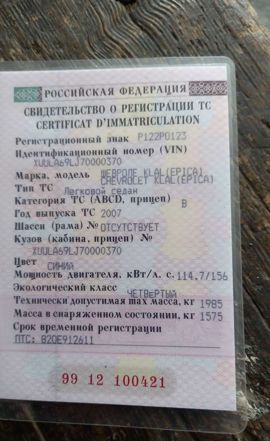 РОССИЙСКАЯ ФЕДЕРАЦИЯ
СВИДЕТЕЛЬСТВО О РЕГИСТРАЦИИ ТС
CERTIFICAT D'IMMATRICULATION
Регистрационный знак Р122РО123
Идентификационный номер (VIN)
XUULA69LJ70000370
Марка, модель ШЕВРОЛЕ KLAL(EPICA)
CHEVROLET KLAL(EPICA)
Тип ТС Легковой седан
Категория ТС (ABCD, прицеп) B
Год выпуска ТС 2007
Шасси (рама) № ОТСУТСТВУЕТ
Кузов (кабина, прицеп) №
XUULA69LJ70000370
Цвет СИНИЙ
Мощность двигателя, кВт/л. с. 114.7/156
Экологический класс ЧЕТВЕРТЫЙ
Технически допустимая max масса, кг 1985
Масса в снаряженном состоянии, кг 1575
Срок временной регистрации
ПТС: 82ОЕ912611
99 12 100421